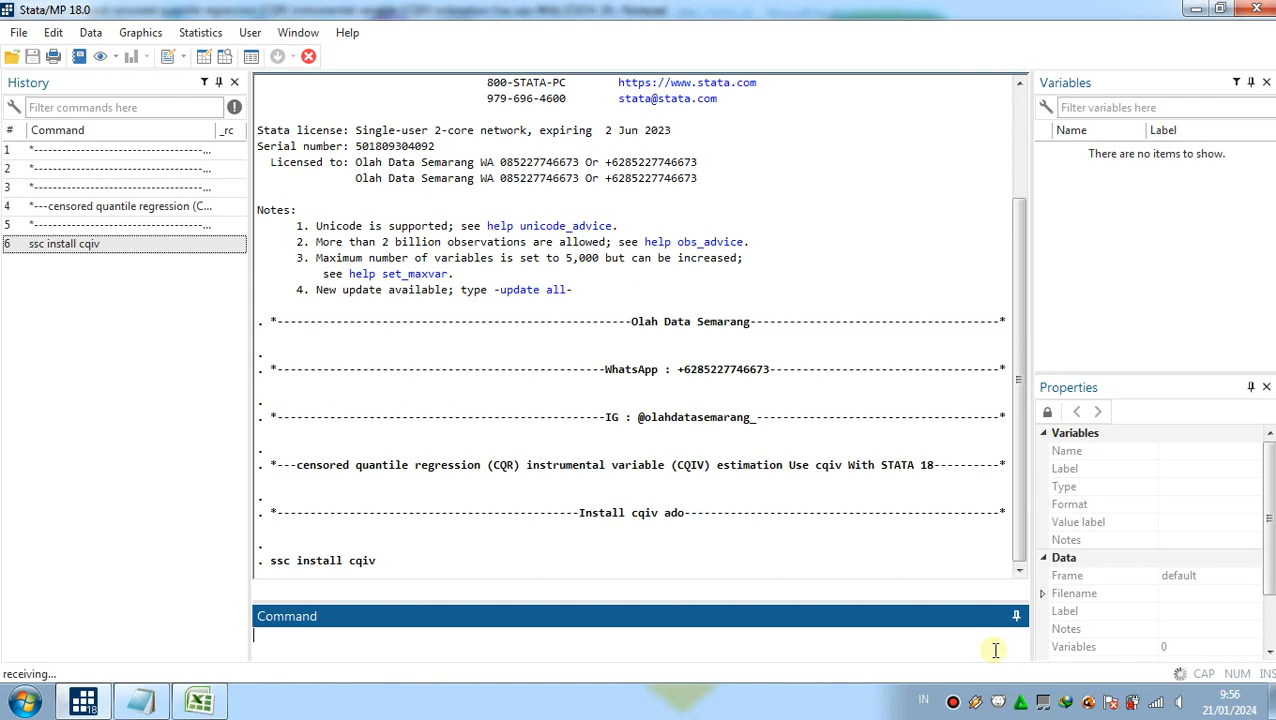 Stata/MP 18.0
File Edit Data Graphics Statistics User Window Help
History
Filter commands here
# Command _rc
1 *----------------------------------...
2 *----------------------------------...
3 *----------------------------------...
4 *---censored quantile regression (C...
5 *----------------------------------...
6 ssc install cqiv
800-STATA-PC https://www.stata.com
979-696-4600 stata@stata.com
Stata license: Single-user 2-core network, expiring 2 Jun 2023
Serial number: 501809304092
Licensed to: Olah Data Semarang WA 085227746673 Or +6285227746673
Olah Data Semarang WA 085227746673 Or +6285227746673
Notes:
1. Unicode is supported; see help unicode_advice.
2. More than 2 billion observations are allowed; see help obs_advice.
3. Maximum number of variables is set to 5,000 but can be increased;
see help set_maxvar.
4. New update available; type -update all-
. *---------------------------------------------Olah Data Semarang--------------------------------*
.
. *------------------------------------------WhatsApp : +6285227746673-----------------------------*
.
. *------------------------------------------IG : @olahdatasemarang_-------------------------------*
.
. *---censored quantile regression (CQR) instrumental variable (CQIV) estimation Use cqiv With STATA 18----------*
.
. *---------------------------------------Install cqiv ado----------------------------------------*
.
. ssc install cqiv
Command
Variables
Filter variables here
Name Label
There are no items to show.
Properties
Variables
Name
Label
Type
Format
Value label
Notes
Data
Frame default
Filename
Label
Notes
Variables 0
receiving...
CAP NUM INS
18
IN
9:56
21/01/2024